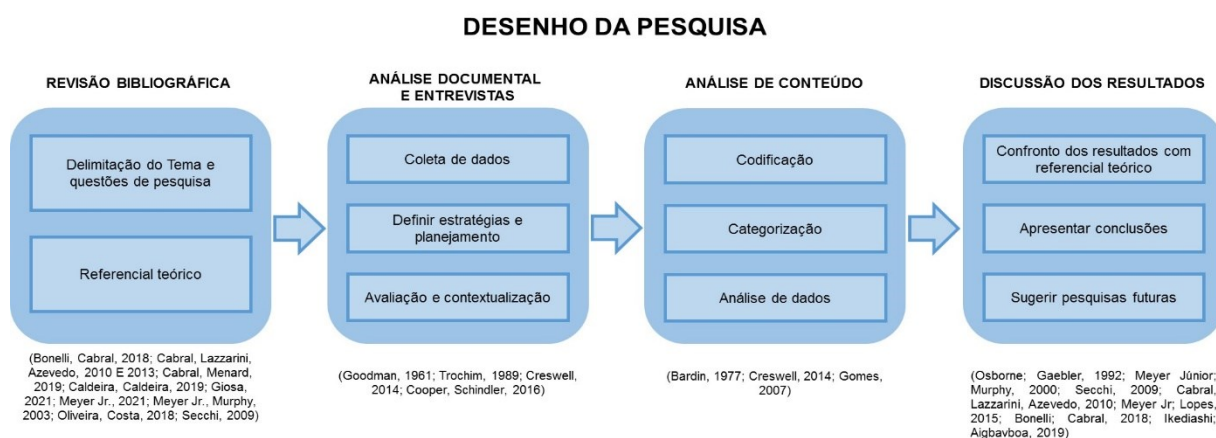 DESENHO DA PESQUISA
REVISÃO BIBLIOGRÁFICA
Delimitação do Tema e
questões de pesquisa
Referencial teórico
(Bonelli, Cabral, 2018; Cabral, Lazzarini,
Azevedo, 2010 E 2013; Cabral, Menard,
2019; Caldeira, Caldeira, 2019; Giosa,
2021; Meyer Jr., 2021; Meyer Jr., Murphy,
2003; Oliveira, Costa, 2018; Secchi, 2009)
ANÁLISE DOCUMENTAL
E ENTREVISTAS
Coleta de dados
Definir estratégias e
planejamento
Avaliação e contextualização
(Goodman, 1961; Trochim, 1989; Creswell,
2014; Cooper, Schindler, 2016)
ANÁLISE DE CONTEÚDO
Codificação
Categorização
Análise de dados
(Bardin, 1977; Creswell, 2014; Gomes,
2007)
DISCUSSÃO DOS RESULTADOS
Confronto dos resultados com
referencial teórico
Apresentar conclusões
Sugerir pesquisas futuras
(Osborne; Gaebler, 1992; Meyer Júnior;
Murphy, 2000; Secchi, 2009; Cabral,
Lazzarini, Azevedo, 2010; Meyer Jr; Lopes,
2015; Bonelli; Cabral, 2018; Ikediashi;
Aigbavboa, 2019)